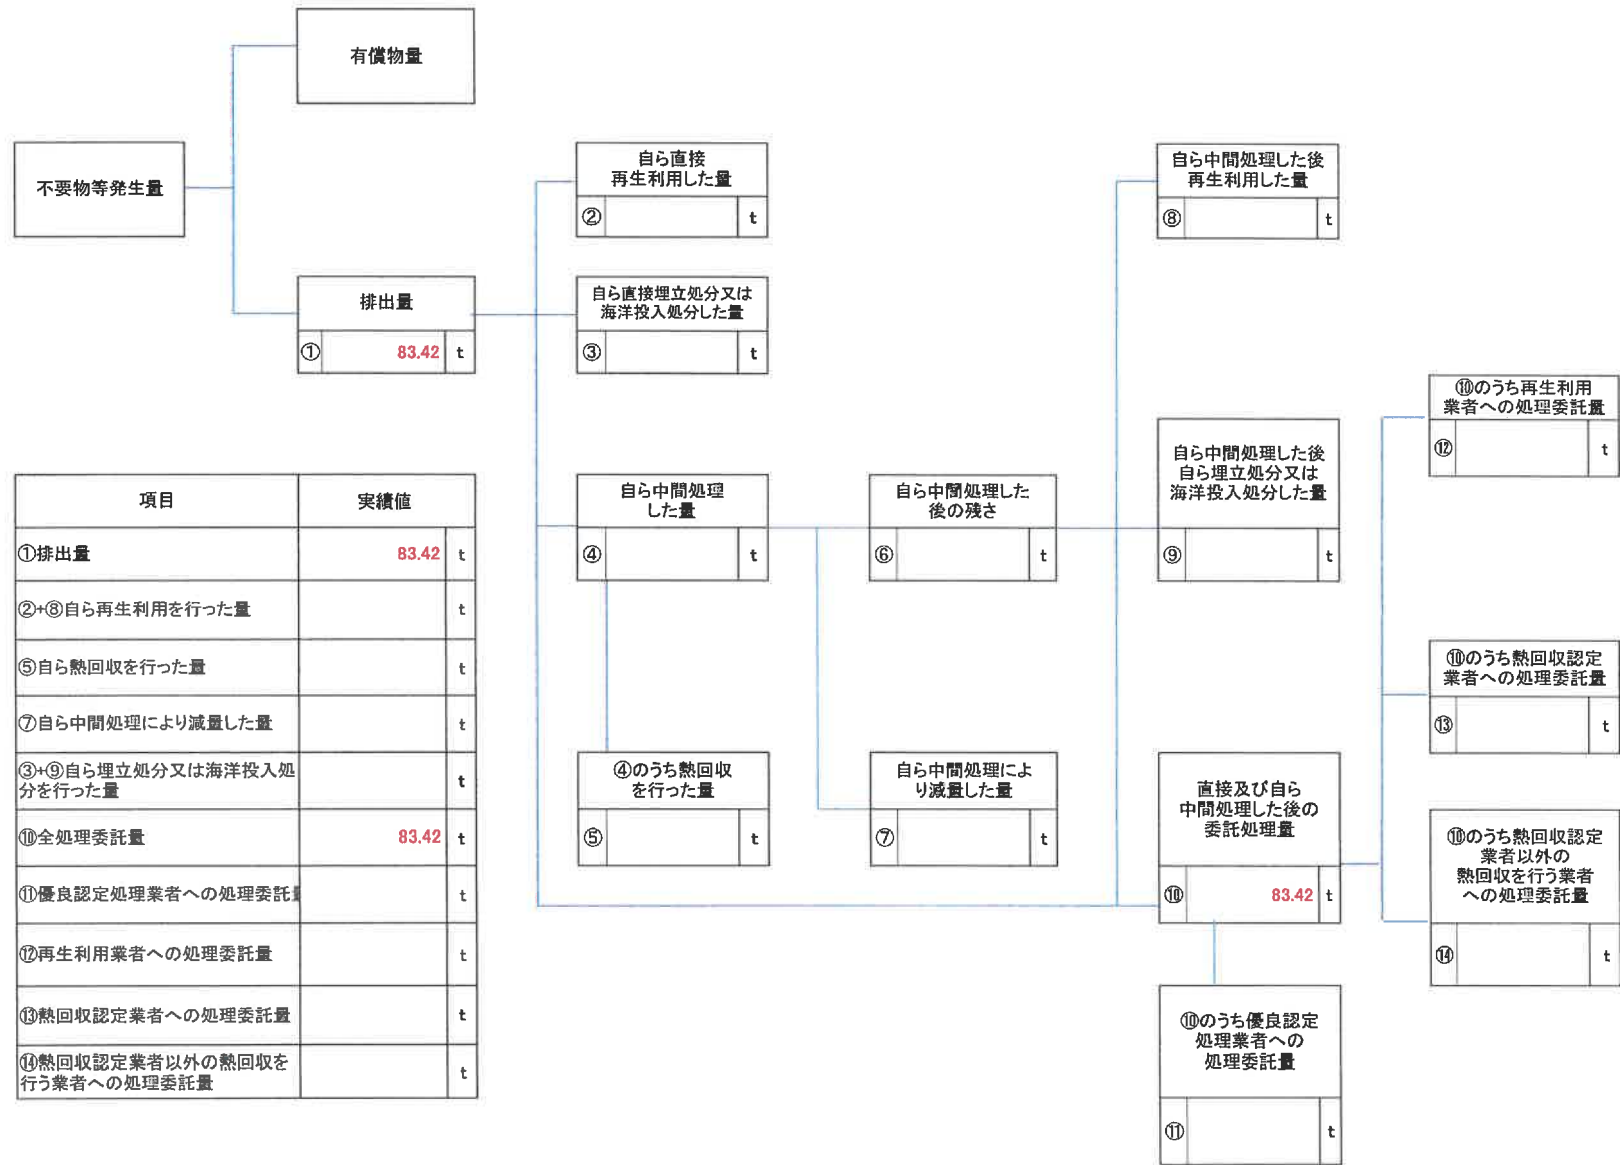 有償物量
不要物等発生量
排出量
① 83.42 t
自ら直接
再生利用した量
② t
自ら直接埋立処分又は
海洋投入処分した量
③ t
自ら中間処理
した量
④ t
④のうち熱回収
を行った量
⑤ t
自ら中間処理した
後の残さ
⑥ t
自ら中間処理によ
り減量した量
⑦ t
自ら中間処理した後
再生利用した量
⑧ t
自ら中間処理した後
自ら埋立処分又は
海洋投入処分した量
⑨ t
直接及び自ら
中間処理した後の
委託処理量
⑩ 83.42 t
⑩のうち優良認定
処理業者への
処理委託量
⑪ t
⑩のうち再生利用
業者への処理委託量
⑫ t
⑩のうち熱回収認定
業者への処理委託量
⑬ t
⑩のうち熱回収認定
業者以外の
熱回収を行う業者
への処理委託量
⑭ t
項目 実績値
①排出量 83.42 t
②+⑧自ら再生利用を行った量 t
⑤自ら熱回収を行った量 t
⑦自ら中間処理により減量した量 t
③+⑨自ら埋立処分又は海洋投入処
分を行った量 t
⑩全処理委託量 83.42 t
⑪優良認定処理業者への処理委託量 t
⑫再生利用業者への処理委託量 t
⑬熱回収認定業者への処理委託量 t
⑭熱回収認定業者以外の熱回収を
行う業者への処理委託量 t